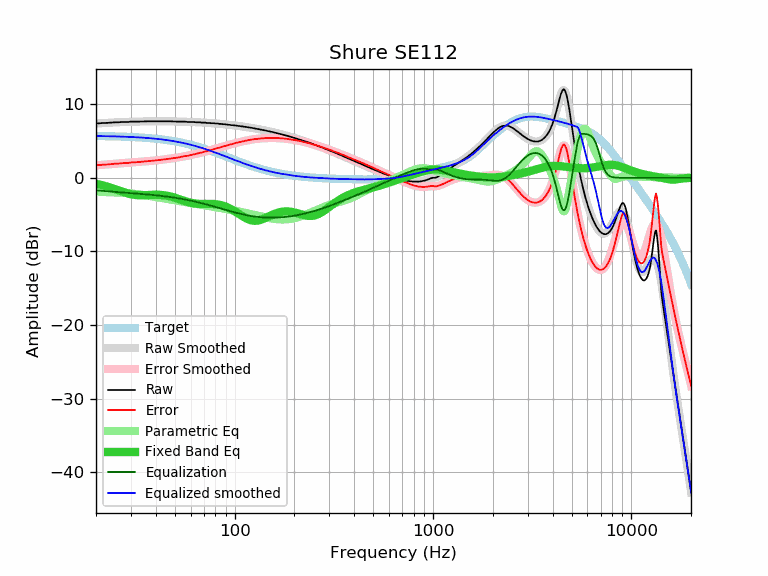 Shure SE112
10
0
−10
−20
−30
−40
Amplitude (dBr)
Target
Raw Smoothed
Error Smoothed
Raw
Error
Parametric Eq
Fixed Band Eq
Equalization
Equalized smoothed
100
1000
10000
Frequency (Hz)